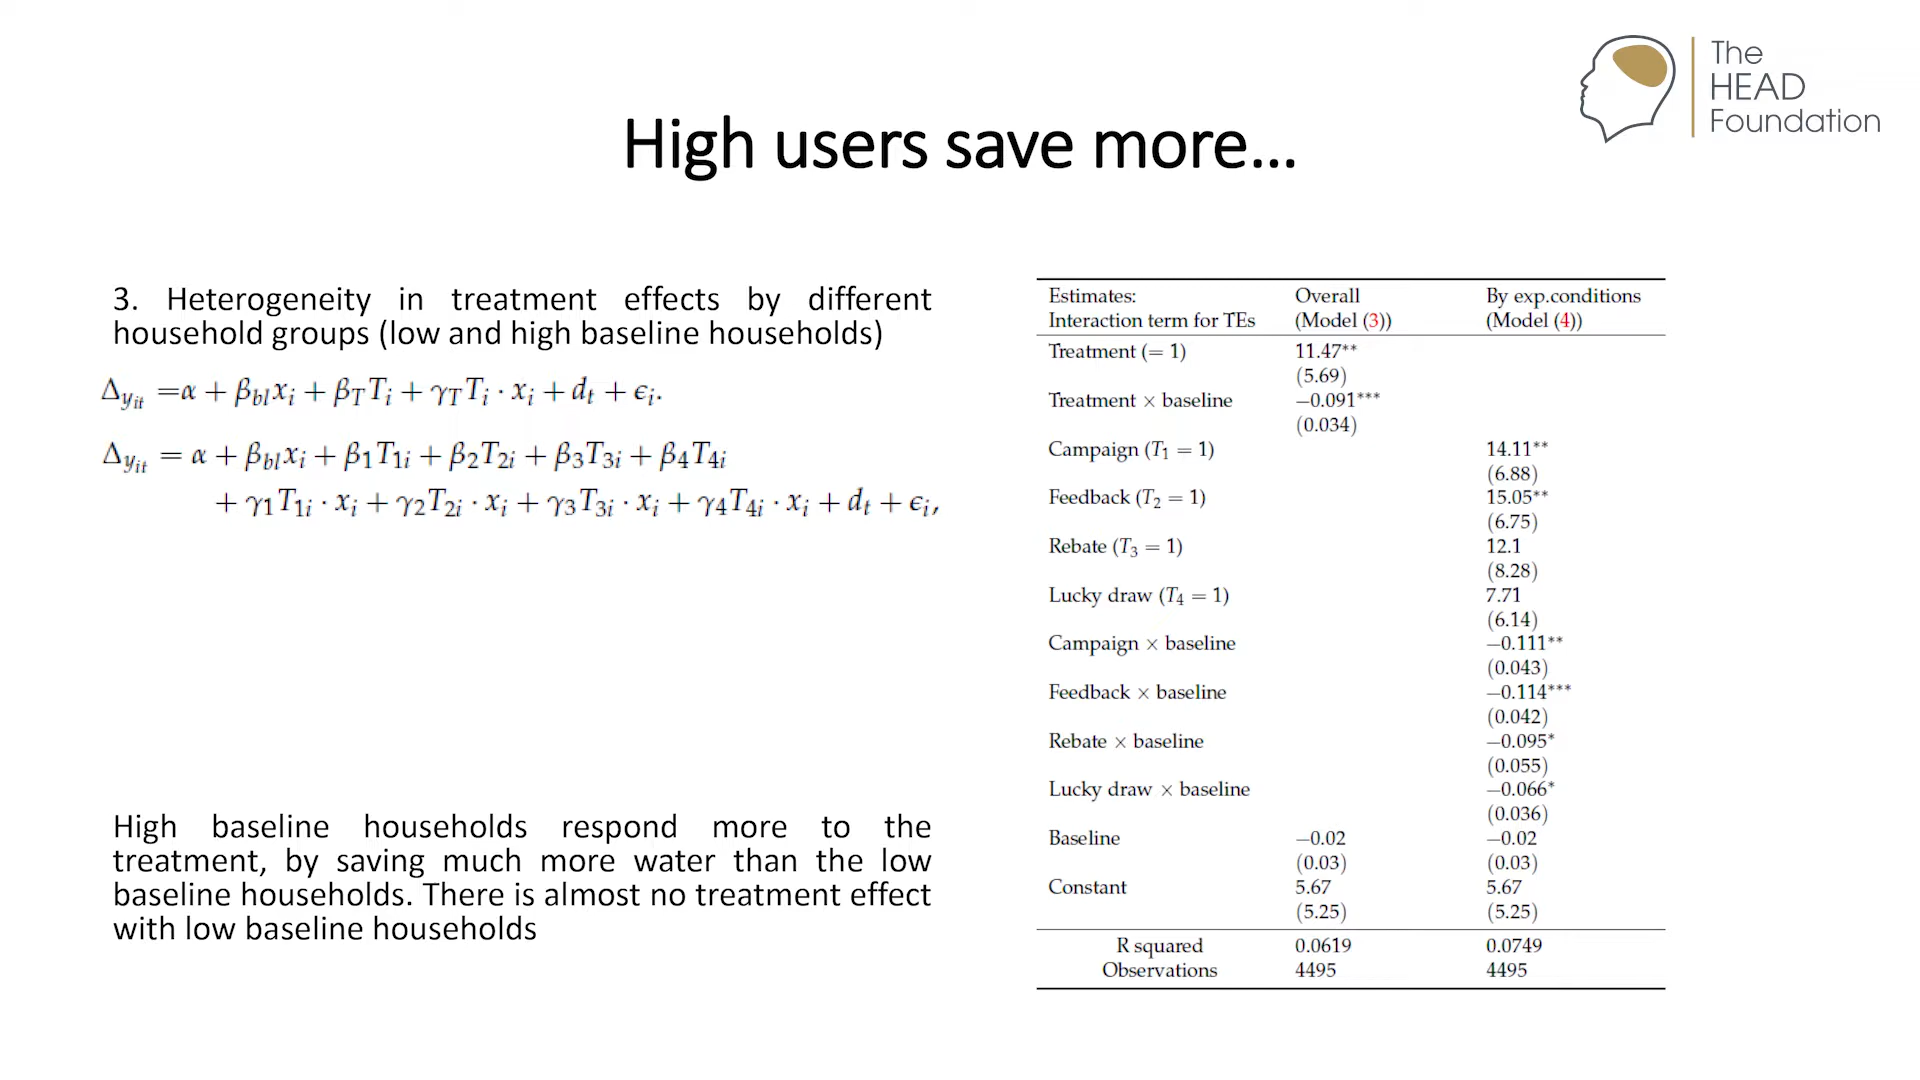 The
HEAD
Foundation
High users save more...
3. Heterogeneity in treatment effects by different
household groups (low and high baseline households)
Δyᵢₜ =α + βblxᵢ + βTTᵢ + γTTᵢ · xᵢ + dₜ + ϵᵢ.
Δyᵢₜ = α + βblxᵢ + β₁T₁ᵢ + β₂T₂ᵢ + β₃T₃ᵢ + β₄T₄ᵢ
+ γ₁T₁ᵢ · xᵢ + γ₂T₂ᵢ · xᵢ + γ₃T₃ᵢ · xᵢ + γ₄T₄ᵢ · xᵢ + dₜ + ϵᵢ,
High baseline households respond more to the
treatment, by saving much more water than the low
baseline households. There is almost no treatment effect
with low baseline households
Estimates: Overall By exp.conditions
Interaction term for TEs (Model (3)) (Model (4))
Treatment (= 1) 11.47**
(5.69)
Treatment × baseline −0.091***
(0.034)
Campaign (T₁ = 1) 14.11**
(6.88)
Feedback (T₂ = 1) 15.05**
(6.75)
Rebate (T₃ = 1) 12.1
(8.28)
Lucky draw (T₄ = 1) 7.71
(6.14)
Campaign × baseline −0.111**
(0.043)
Feedback × baseline −0.114***
(0.042)
Rebate × baseline −0.095*
(0.055)
Lucky draw × baseline −0.066*
(0.036)
Baseline −0.02 −0.02
(0.03) (0.03)
Constant 5.67 5.67
(5.25) (5.25)
R squared 0.0619 0.0749
Observations 4495 4495